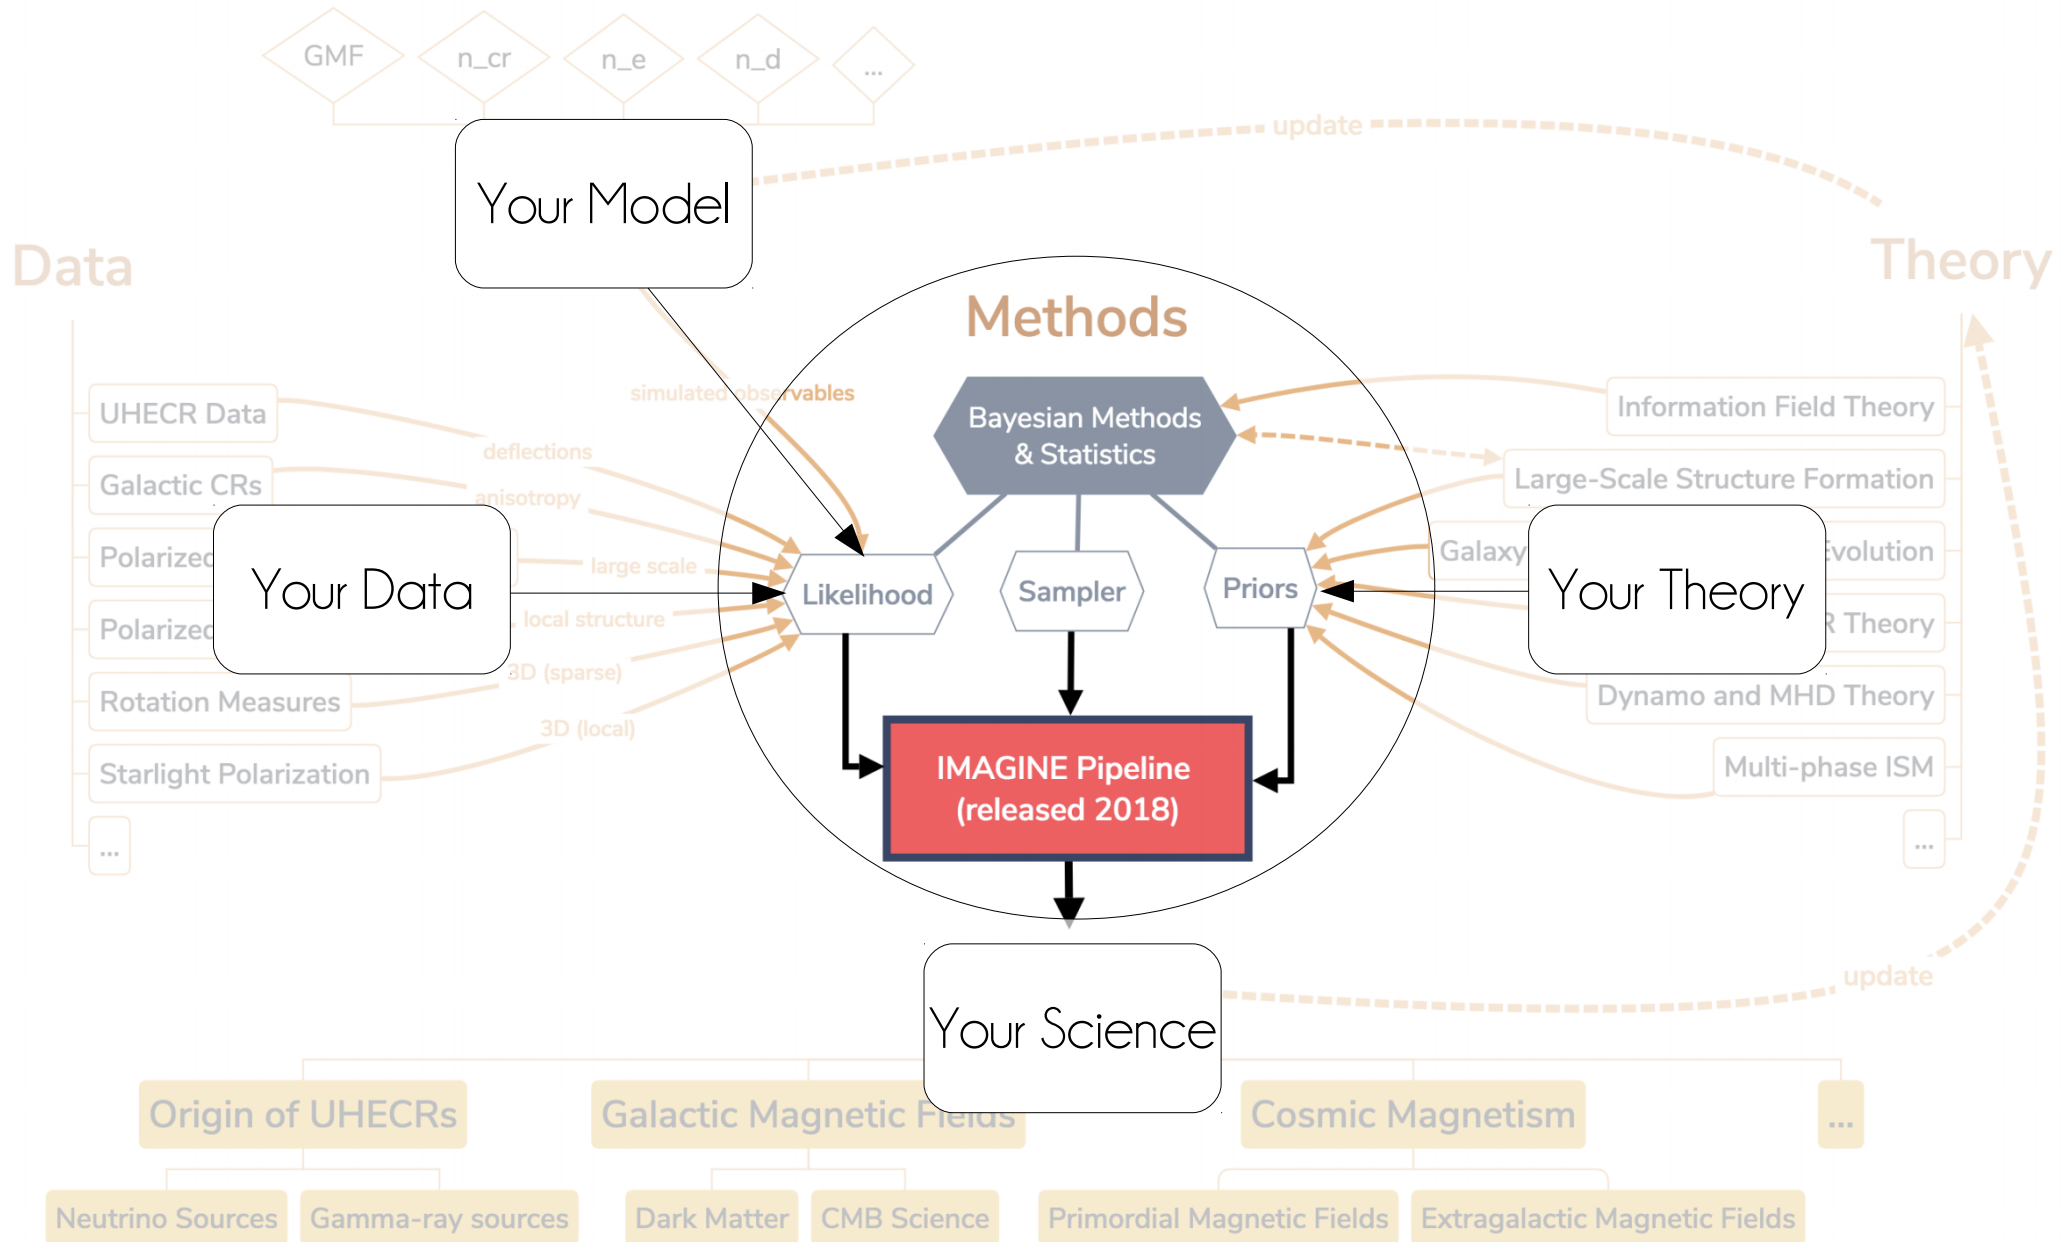 GMF
n_cr
n_e
n_d
...
update
Your Model
Data
Theory
Methods
simulated observables
UHECR Data
Galactic CRs
Polarized
Polarized
Rotation Measures
Starlight Polarization
...
deflections
anisotropy
large scale
local structure
3D (sparse)
3D (local)
Your Data
Bayesian Methods
& Statistics
Likelihood
Sampler
Priors
IMAGINE Pipeline
(released 2018)
Information Field Theory
Large-Scale Structure Formation
Galaxy
Evolution
Theory
Dynamo and MHD Theory
Multi-phase ISM
...
Your Theory
update
Your Science
Origin of UHECRs
Galactic Magnetic Fields
Cosmic Magnetism
...
Neutrino Sources
Gamma-ray sources
Dark Matter
CMB Science
Primordial Magnetic Fields
Extragalactic Magnetic Fields